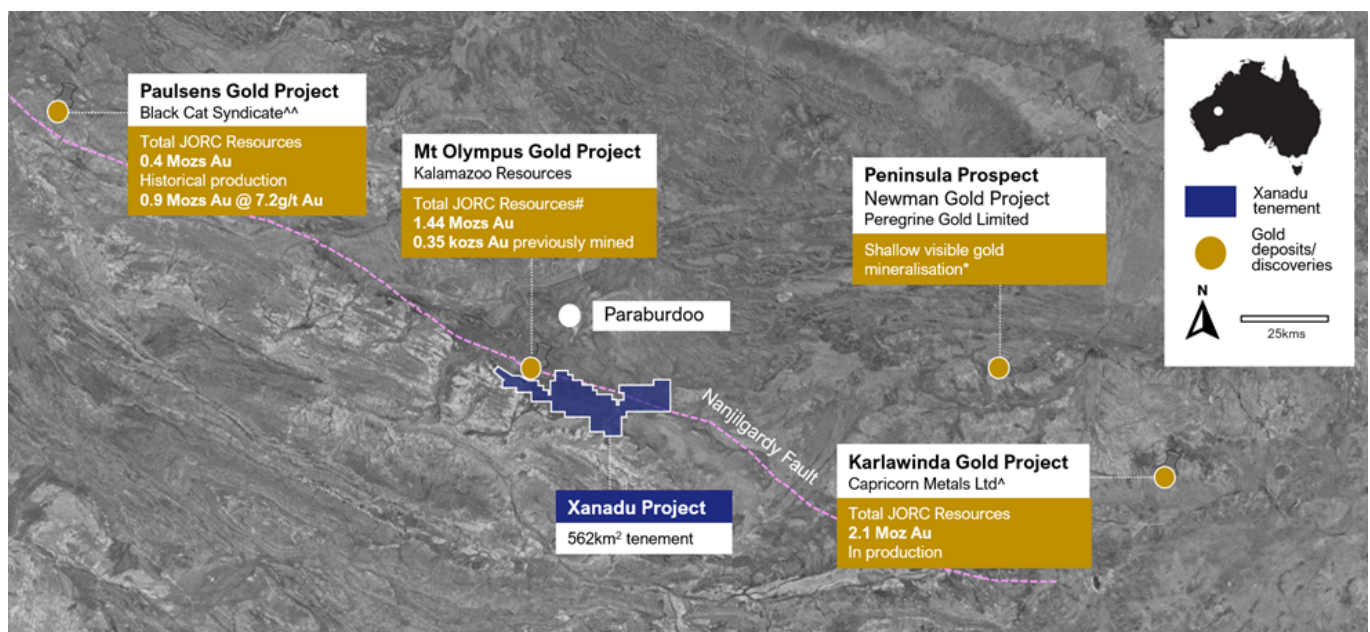 Paulsens Gold Project
Black Cat Syndicate^^
Total JORC Resources
0.4 Mozs Au
Historical production
0.9 Mozs Au @ 7.2g/t Au
Mt Olympus Gold Project
Kalamazoo Resources
Total JORC Resources#
1.44 Mozs Au
0.35 kozs Au previously mined
Peninsula Prospect
Newman Gold Project
Peregrine Gold Limited
Shallow visible gold
mineralisation*
Xanadu
tenement
Gold
deposits/
discoveries
N
25kms
Paraburdoo
Nanjilgardy Fault
Karlawinda Gold Project
Capricorn Metals Ltd^
Total JORC Resources
2.1 Moz Au
In production
Xanadu Project
562km² tenement